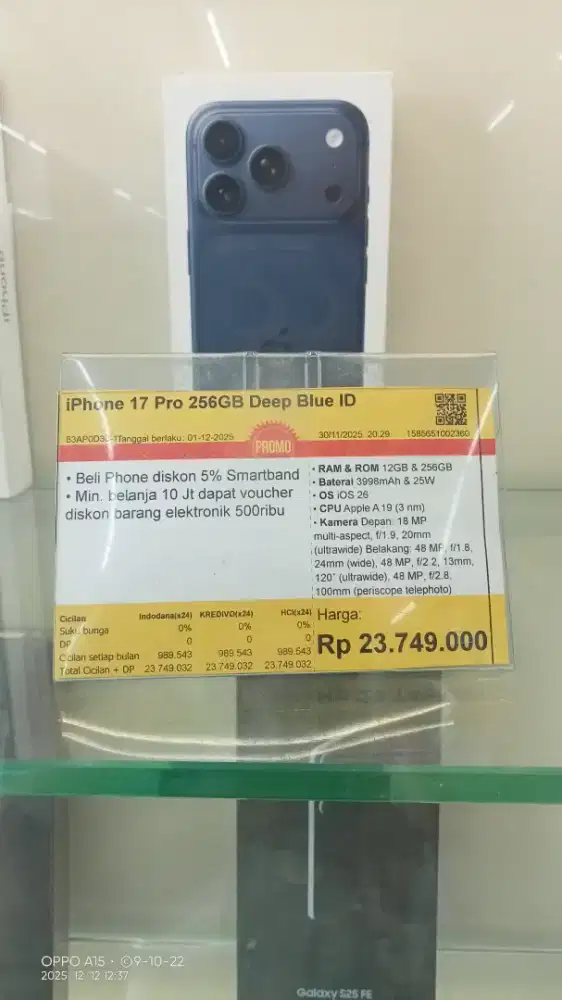 iPhone
iPhone 17 Pro 256GB Deep Blue ID
Tanggal berlaku: 01-12-2025
PROMO
30/11/2025 20.29
1585651002360
• Beli Phone diskon 5% Smartband
• Min. belanja 10 Jt dapat voucher
diskon barang elektronik 500ribu
• RAM & ROM 12GB & 256GB
• Baterai 3998mAh & 25W
• OS iOS 26
• CPU Apple A19 (3 nm)
• Kamera Depan: 18 MP
multi-aspect, f/1.9, 20mm
(ultrawide) Belakang: 48 MP, f/1.8,
24mm (wide), 48 MP, f/2.2, 13mm,
120˚ (ultrawide), 48 MP, f/2.8,
100mm (periscope telephoto)
Cicilan Indodana(x24) KREDIVO(x24) HCI(x24)
Suku bunga 0% 0% 0%
DP 0 0 0
Cicilan setiap bulan 989.543 989.543 989.543
Total Cicilan + DP 23.749.032 23.749.032 23.749.032
Harga:
Rp 23.749.000
Galaxy S25 FE
OPPO A15 · ©9-10-22
2025/12/12 12:37